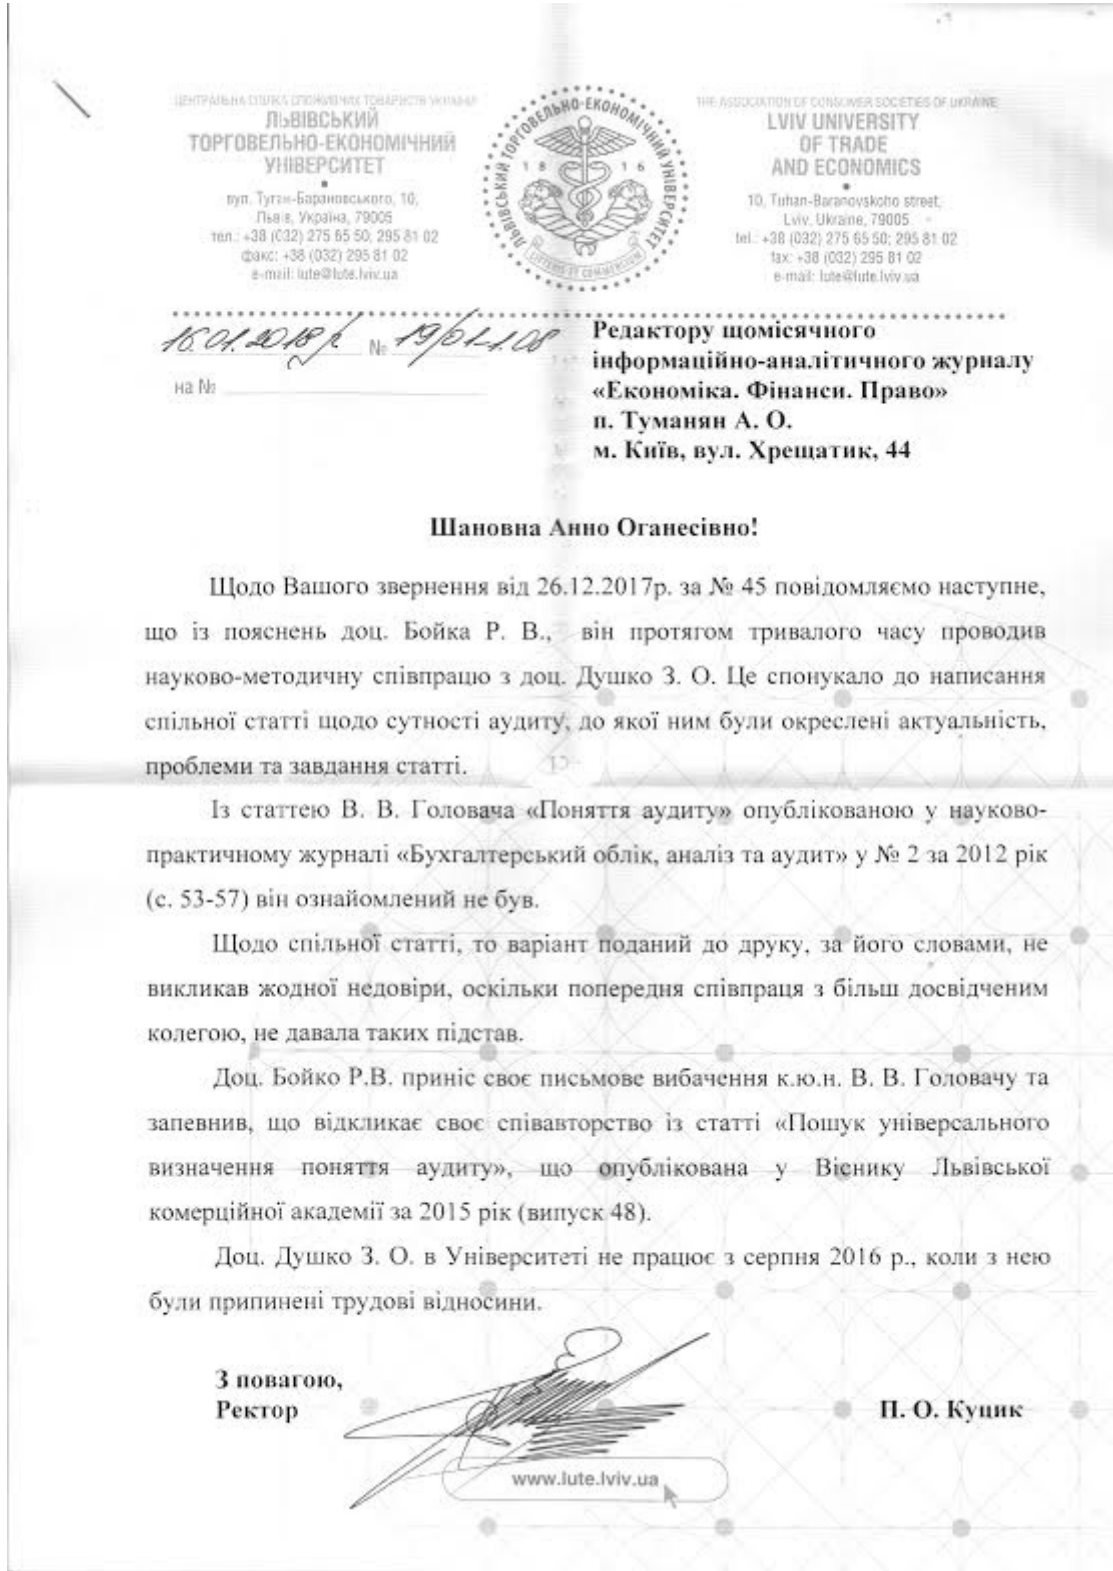 ЦЕНТРАЛЬНА СПІЛКА СПОЖИВЧИХ ТОВАРИСТВ УКРАЇНИ
ЛЬВІВСЬКИЙ
ТОРГОВЕЛЬНО-ЕКОНОМІЧНИЙ
УНІВЕРСИТЕТ
вул. Туган-Барановського, 10,
Львів, Україна, 79005
тел.: +38 (032) 275 65 50; 295 81 02
факс: +38 (032) 295 81 02
e-mail: lute@lute.lviv.ua
ЛЬВІВСЬКИЙ ТОРГОВЕЛЬНО-ЕКОНОМІЧНИЙ УНІВЕРСИТЕТ
1816
LITTERIS ET COMMERCIUM
THE ASSOCIATION OF CONSUMER SOCIETIES OF UKRAINE
LVIV UNIVERSITY
OF TRADE
AND ECONOMICS
10, Tuhan-Baranovskoho street,
Lviv, Ukraine, 79005
tel.: +38 (032) 275 65 50; 295 81 02
fax: +38 (032) 295 81 02
e-mail: lute@lute.lviv.ua
16.01.2018р № 19/01-1.08
на №
Редактору щомісячного
інформаційно-аналітичного журналу
«Економіка. Фінанси. Право»
п. Туманян А. О.
м. Київ, вул. Хрещатик, 44
Шановна Анно Оганесівно!
Щодо Вашого звернення від 26.12.2017р. за № 45 повідомляємо наступне,
що із пояснень доц. Бойка Р. В., він протягом тривалого часу проводив
науково-методичну співпрацю з доц. Душко З. О. Це спонукало до написання
спільної статті щодо сутності аудиту, до якої ним були окреслені актуальність,
проблеми та завдання статті.
Із статтею В. В. Головача «Поняття аудиту» опублікованою у науково-
практичному журналі «Бухгалтерський облік, аналіз та аудит» у № 2 за 2012 рік
(с. 53-57) він ознайомлений не був.
Щодо спільної статті, то варіант поданий до друку, за його словами, не
викликав жодної недовіри, оскільки попередня співпраця з більш досвідченим
колегою, не давала таких підстав.
Доц. Бойко Р.В. приніс своє письмове вибачення к.ю.н. В. В. Головачу та
запевнив, що відкликає своє співавторство із статті «Пошук універсального
визначення поняття аудиту», що опублікована у Віснику Львівської
комерційної академії за 2015 рік (випуск 48).
Доц. Душко З. О. в Університеті не працює з серпня 2016 р., коли з нею
були припинені трудові відносини.
З повагою,
Ректор П. О. Куцик
www.lute.lviv.ua